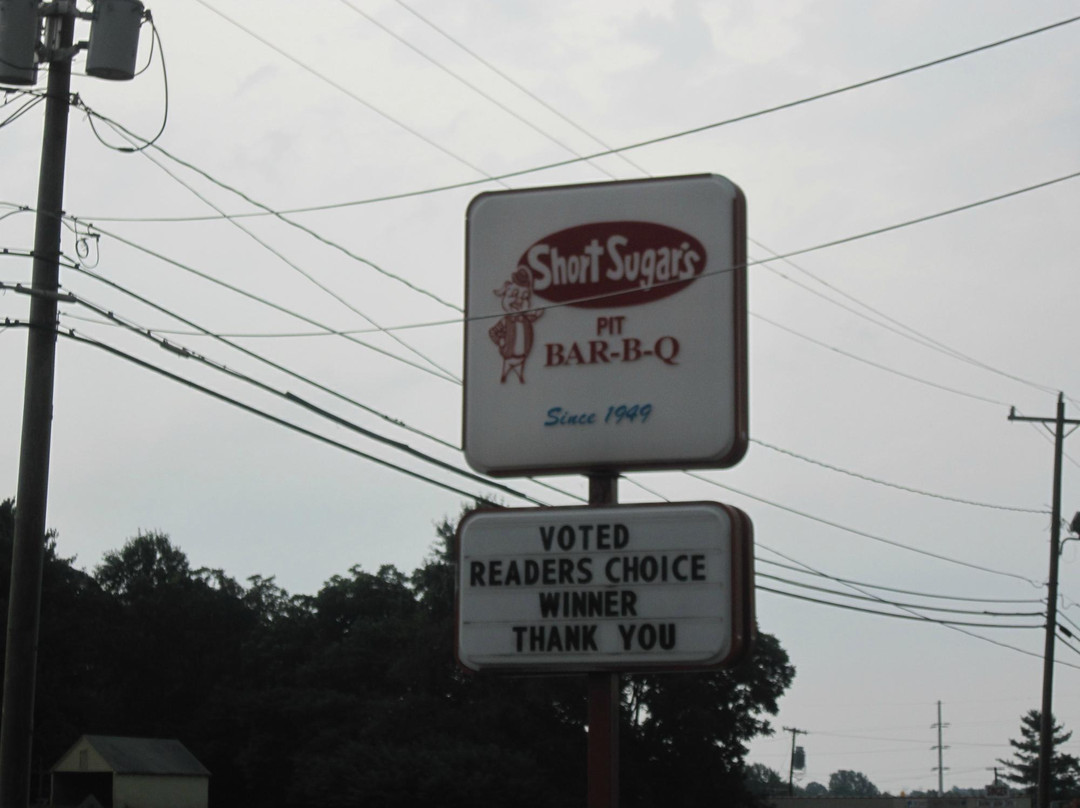 Short Sugar's
PIT
BAR-B-Q
Since 1949
VOTED
READERS CHOICE
WINNER
THANK YOU